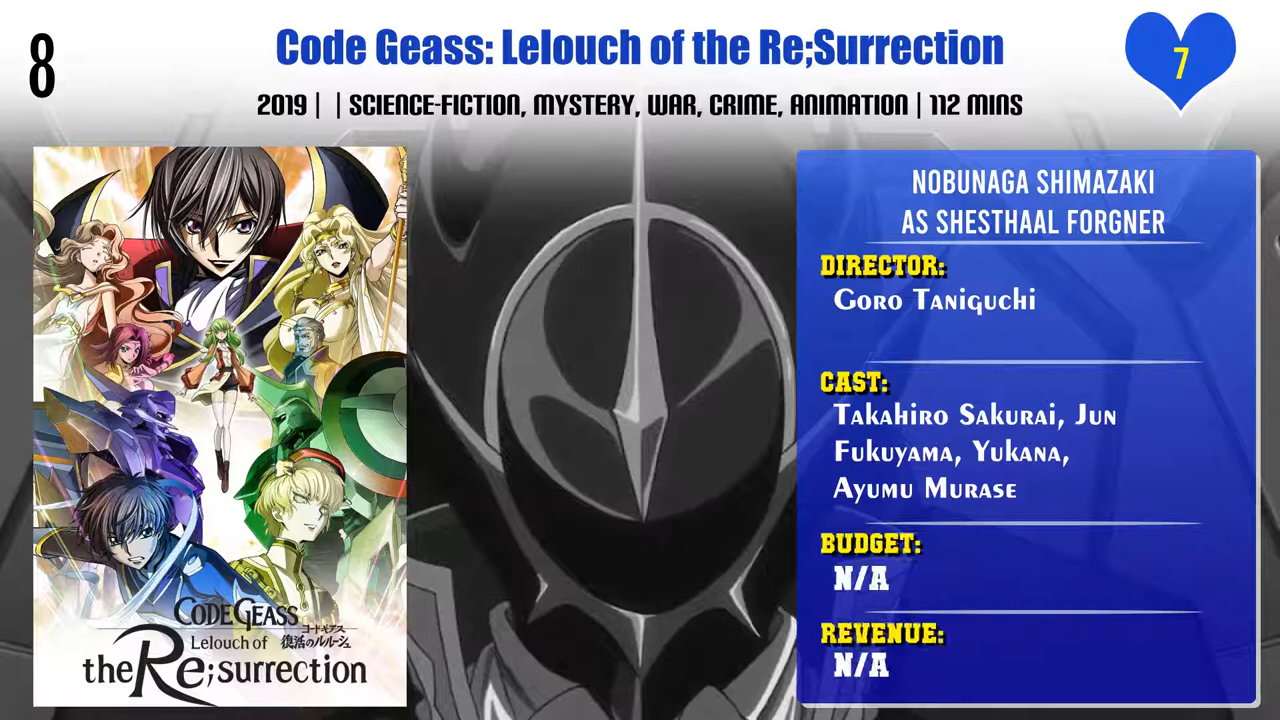 8
Code Geass: Lelouch of the Re;Surrection
7
2019 | | SCIENCE-FICTION, MYSTERY, WAR, CRIME, ANIMATION | 112 MINS
CODE GEASS
コードギアス
Lelouch of 復活のルルーシュ
the Re;surrection
NOBUNAGA SHIMAZAKI
AS SHESTHAAL FORGNER
DIRECTOR:
Goro Taniguchi
CAST:
Takahiro Sakurai, Jun
Fukuyama, Yukana,
Ayumu Murase
BUDGET:
N/A
REVENUE:
N/A